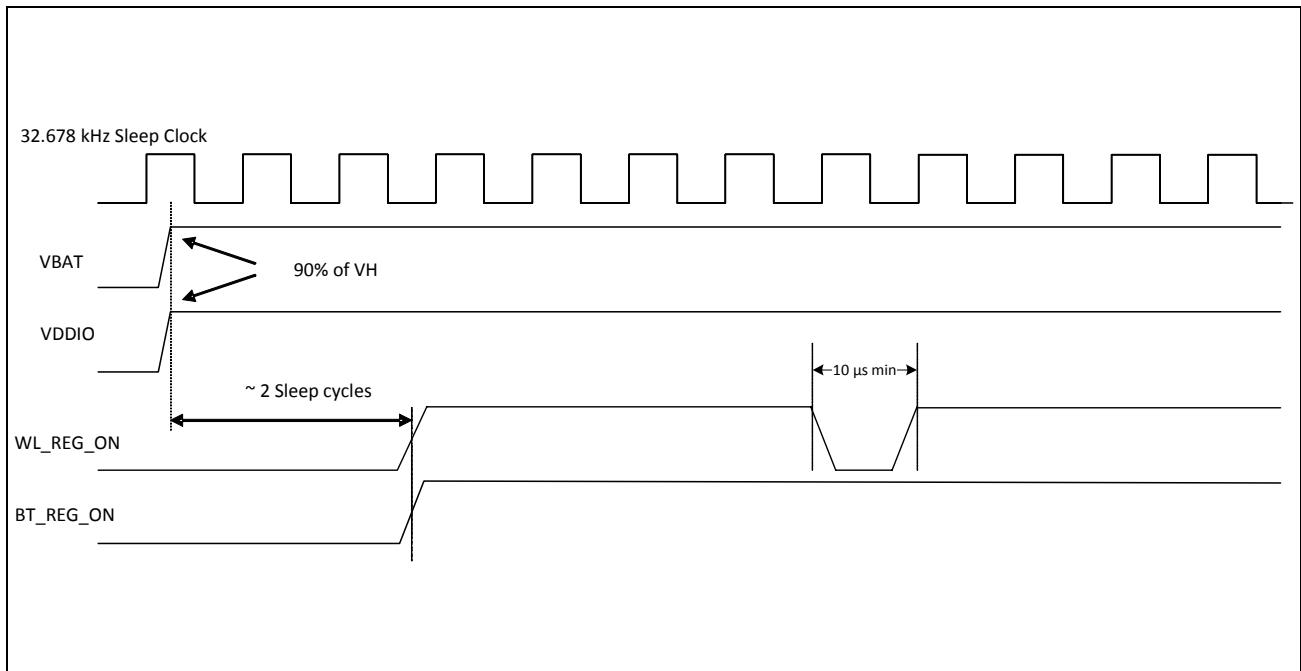 32.678 kHz Sleep Clock
VBAT
90% of VH
VDDIO
10 µs min
~ 2 Sleep cycles
WL_REG_ON
BT_REG_ON